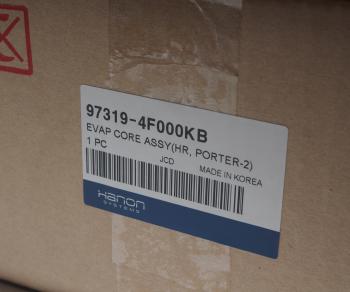 97319-4F000KB
EVAP CORE ASSY(HR, PORTER-2)
1 PC
JCD
MADE IN KOREA
Hanon
SYSTEMS